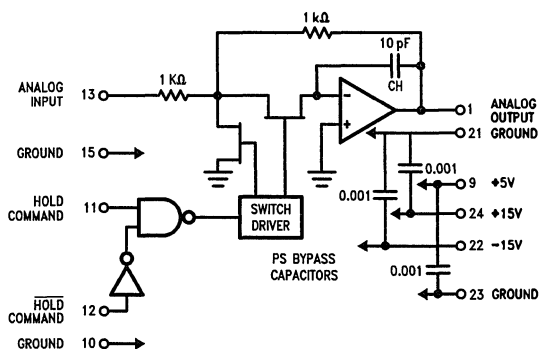 1 kΩ
10 pF
CH
ANALOG
INPUT
13
1 KΩ
−
+
1
ANALOG
OUTPUT
21 GROUND
GROUND
15
0.001
0.001
9 +5V
HOLD
COMMAND
11
SWITCH
DRIVER
24 +15V
PS BYPASS
CAPACITORS
22 −15V
0.001
HOLD
COMMAND
12
23 GROUND
GROUND
10